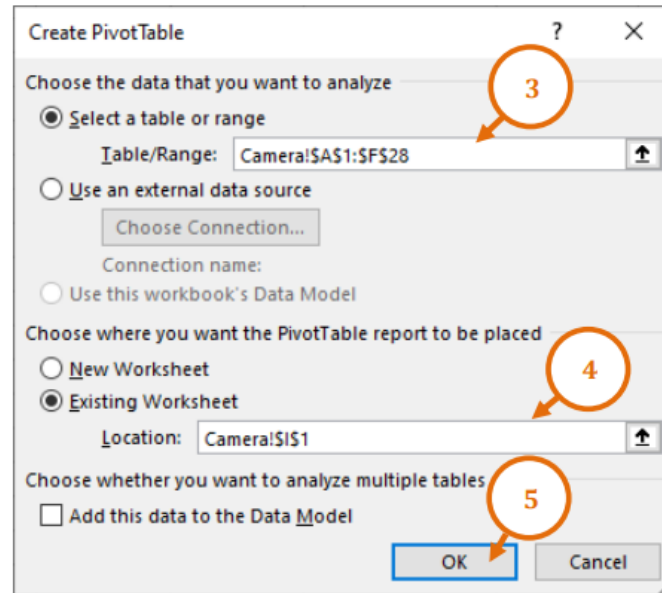 Create PivotTable ? ×
Choose the data that you want to analyze
3
Select a table or range
Table/Range: Camera!$A$1:$F$28
Use an external data source
Choose Connection...
Connection name:
Use this workbook's Data Model
Choose where you want the PivotTable report to be placed
New Worksheet
4
Existing Worksheet
Location: Camera!$I$1
Choose whether you want to analyze multiple tables
5
Add this data to the Data Model
OK Cancel